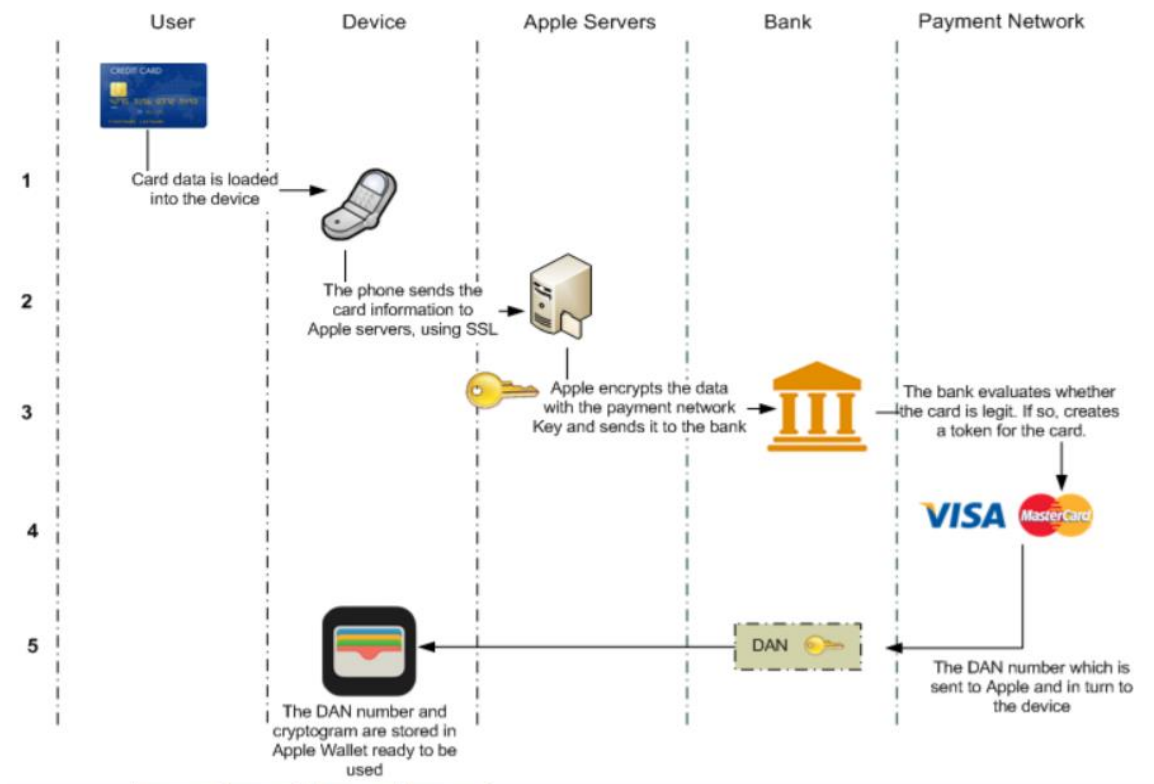 User
Device
Apple Servers
Bank
Payment Network
CREDIT CARD
1
Card data is loaded
into the device
2
The phone sends the
card information to
Apple servers, using SSL
3
Apple encrypts the data
with the payment network
Key and sends it to the bank
The bank evaluates whether
the card is legit. If so, creates
a token for the card.
4
VISA
MasterCard
5
DAN
The DAN number which is
sent to Apple and in turn to
the device
The DAN number and
cryptogram are stored in
Apple Wallet ready to be
used